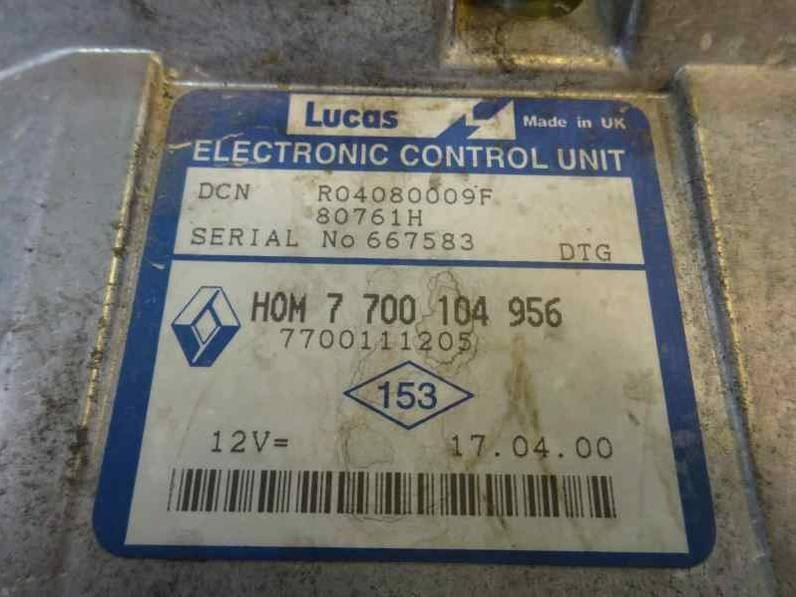 Lucas Made in UK
ELECTRONIC CONTROL UNIT
DCN R04080009F
80761H
SERIAL No 667583 DTG
HOM 7 700 104 956
7700111205
153
12V= 17.04.00